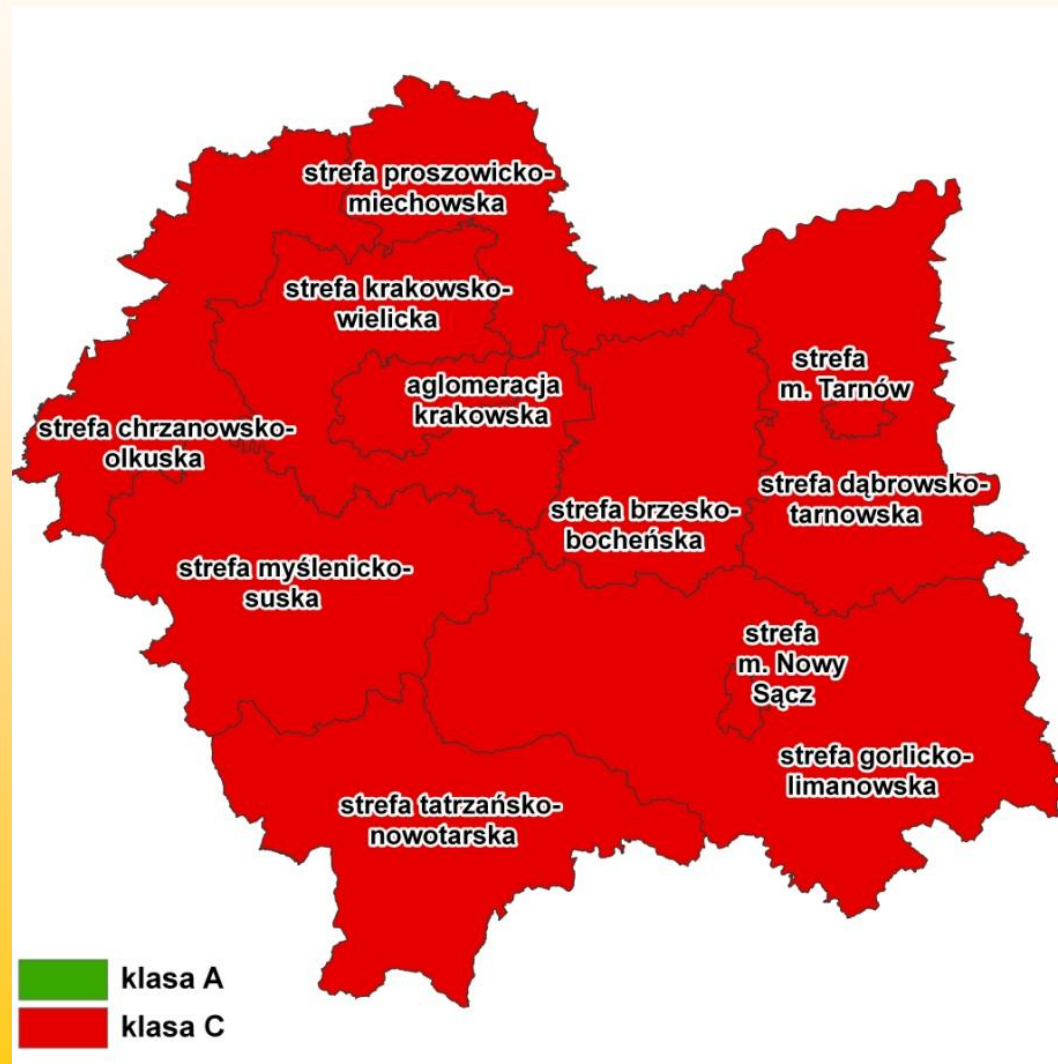 strefa proszowicko-
miechowska
strefa krakowsko-
wielicka
aglomeracja
krakowska
strefa
m. Tarnów
strefa chrzanowsko-
olkuska
strefa dąbrowsko-
tarnowska
strefa brzesko-
bocheńska
strefa myślenicko-
suska
strefa
m. Nowy
Sącz
strefa gorlicko-
limanowska
strefa tatrzańsko-
nowotarska
klasa A
klasa C